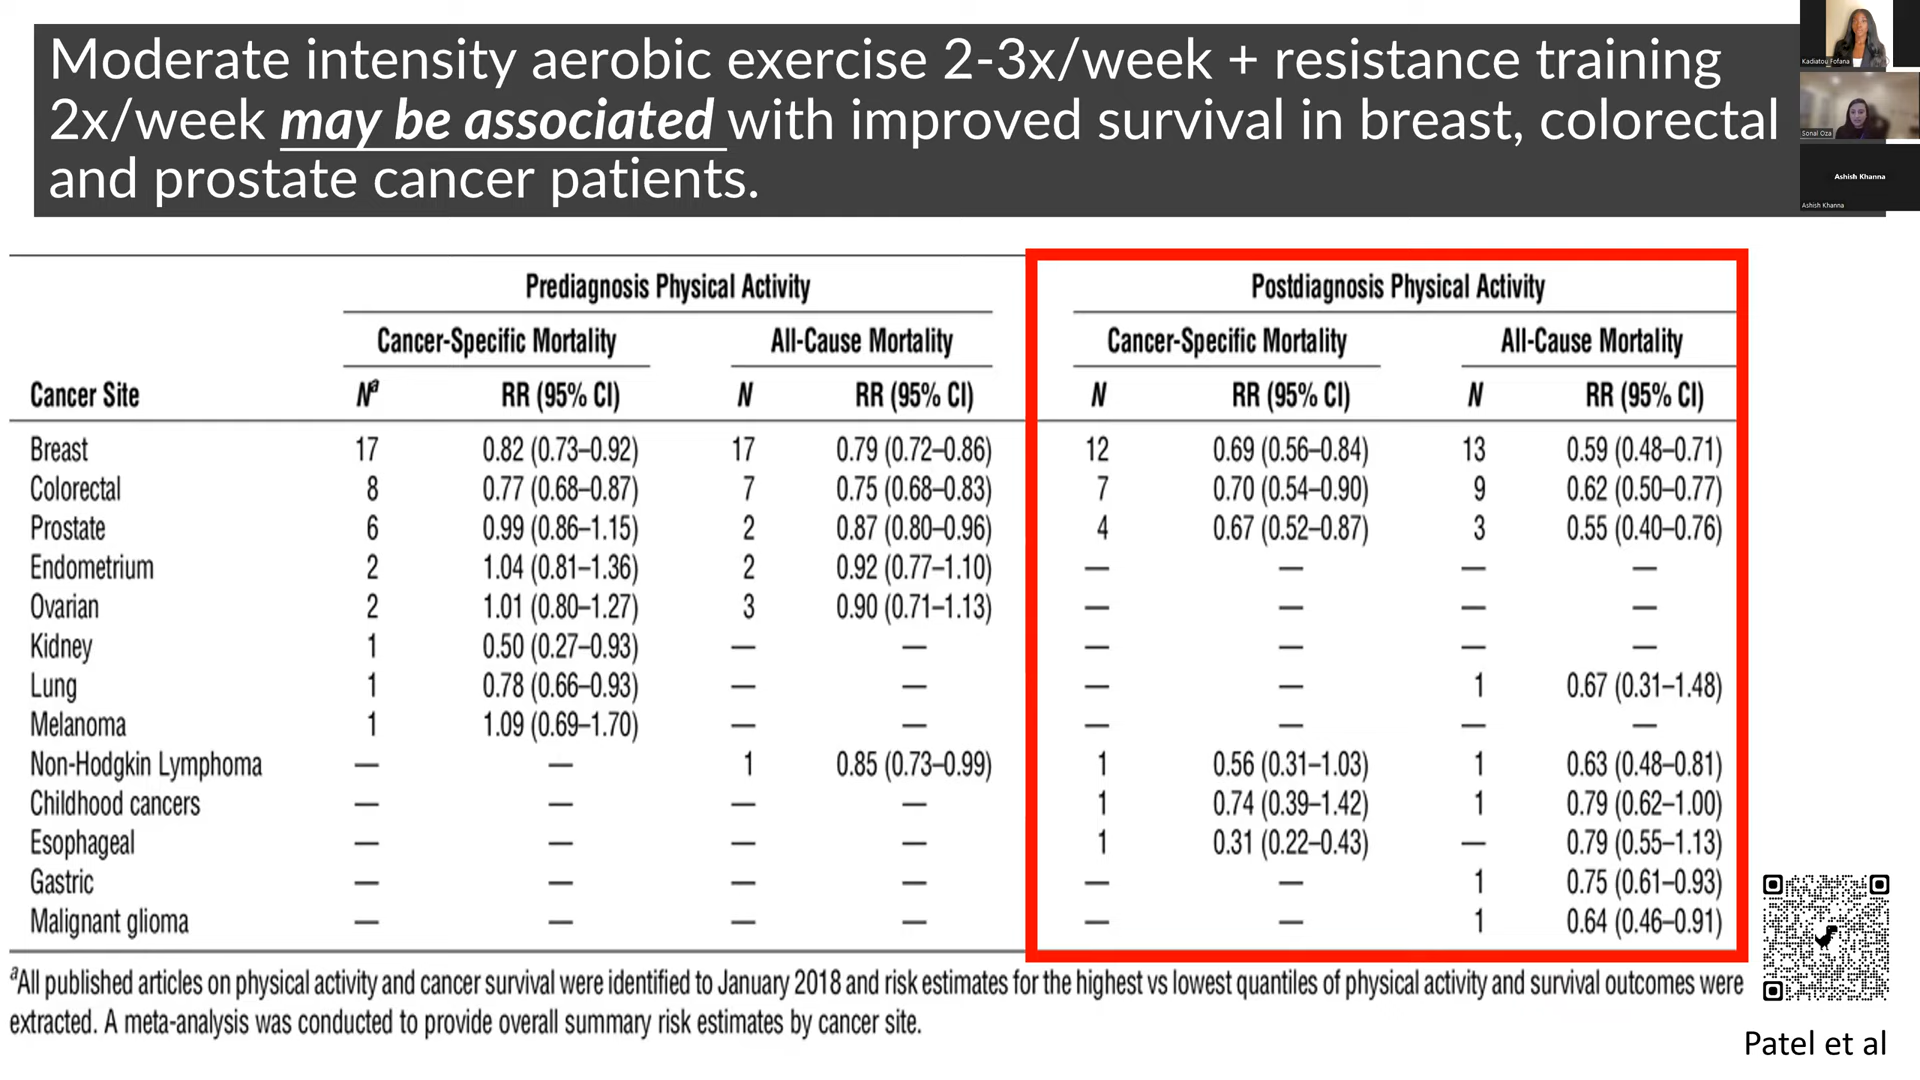 Moderate intensity aerobic exercise 2-3x/week + resistance training
2x/week may be associated with improved survival in breast, colorectal
and prostate cancer patients.
Kadiatou Fofana
Sonal Oza
Ashish Khanna
Ashish Khanna
Prediagnosis Physical Activity Postdiagnosis Physical Activity
Cancer-Specific Mortality All-Cause Mortality Cancer-Specific Mortality All-Cause Mortality
Cancer Site Nª RR (95% CI) N RR (95% CI) N RR (95% CI) N RR (95% CI)
Breast 17 0.82 (0.73–0.92) 17 0.79 (0.72–0.86) 12 0.69 (0.56–0.84) 13 0.59 (0.48–0.71)
Colorectal 8 0.77 (0.68–0.87) 7 0.75 (0.68–0.83) 7 0.70 (0.54–0.90) 9 0.62 (0.50–0.77)
Prostate 6 0.99 (0.86–1.15) 2 0.87 (0.80–0.96) 4 0.67 (0.52–0.87) 3 0.55 (0.40–0.76)
Endometrium 2 1.04 (0.81–1.36) 2 0.92 (0.77–1.10) — — — —
Ovarian 2 1.01 (0.80–1.27) 3 0.90 (0.71–1.13) — — — —
Kidney 1 0.50 (0.27–0.93) — — — — — —
Lung 1 0.78 (0.66–0.93) — — — — 1 0.67 (0.31–1.48)
Melanoma 1 1.09 (0.69–1.70) — — — — — —
Non-Hodgkin Lymphoma — — 1 0.85 (0.73–0.99) 1 0.56 (0.31–1.03) 1 0.63 (0.48–0.81)
Childhood cancers — — — — 1 0.74 (0.39–1.42) 1 0.79 (0.62–1.00)
Esophageal — — — — 1 0.31 (0.22–0.43) — 0.79 (0.55–1.13)
Gastric — — — — — — 1 0.75 (0.61–0.93)
Malignant glioma — — — — — — 1 0.64 (0.46–0.91)
ªAll published articles on physical activity and cancer survival were identified to January 2018 and risk estimates for the highest vs lowest quantiles of physical activity and survival outcomes were
extracted. A meta-analysis was conducted to provide overall summary risk estimates by cancer site.
Patel et al